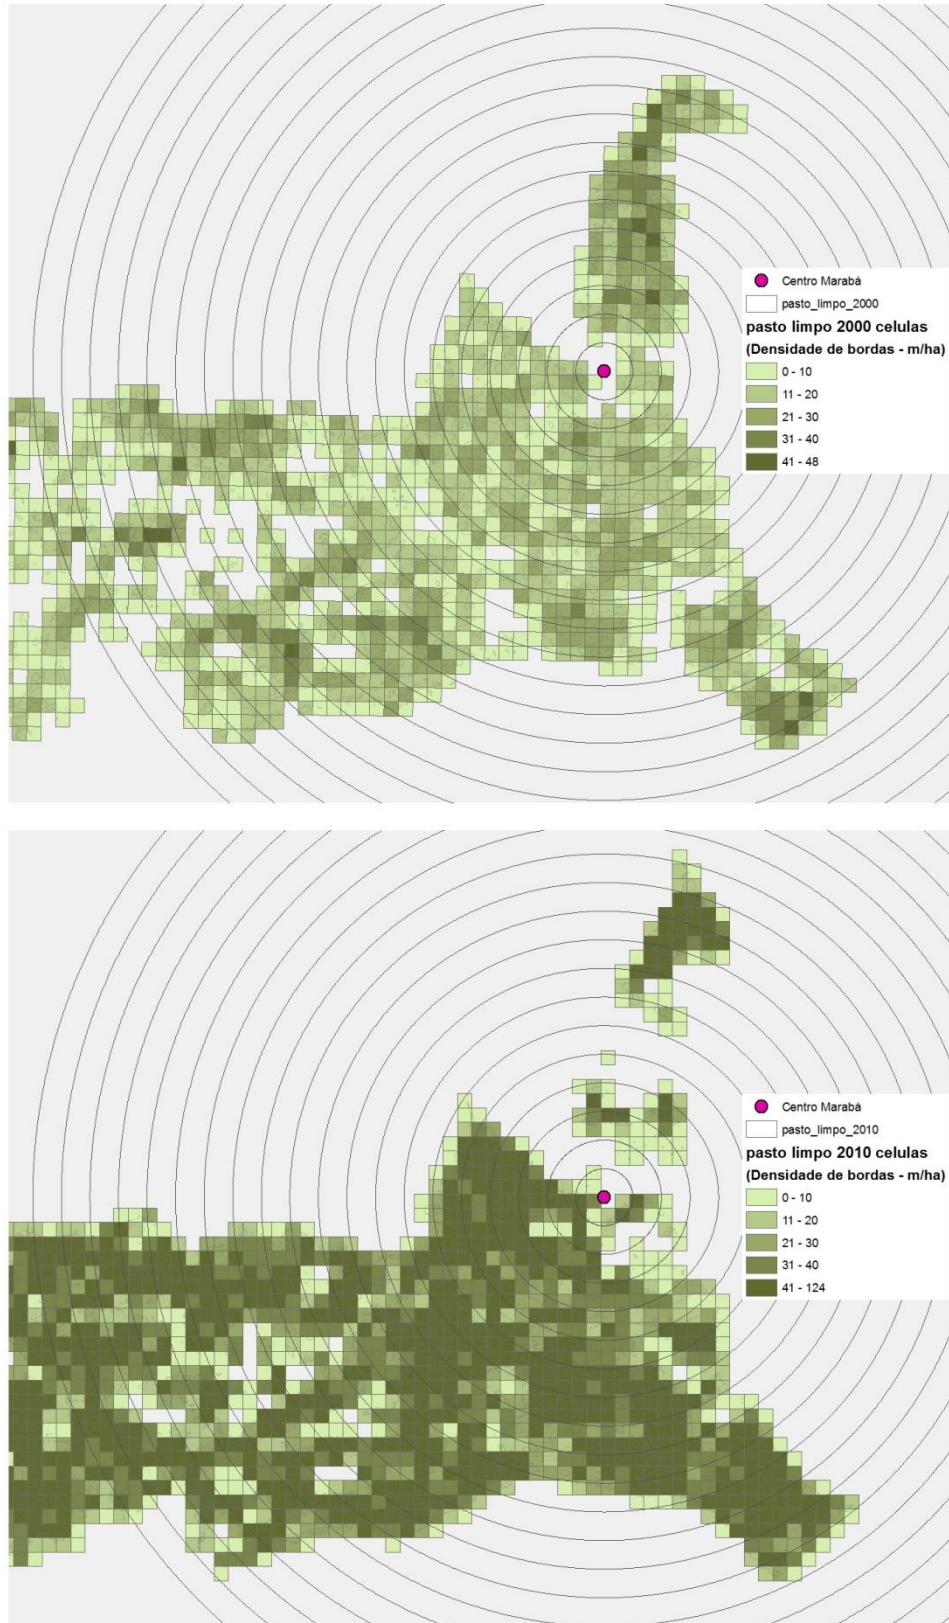 Centro Marabá
pasto_limpo_2000
pasto limpo 2000 celulas
(Densidade de bordas - m/ha)
0 - 10
11 - 20
21 - 30
31 - 40
41 - 48
Centro Marabá
pasto_limpo_2010
pasto limpo 2010 celulas
(Densidade de bordas - m/ha)
0 - 10
11 - 20
21 - 30
31 - 40
41 - 124